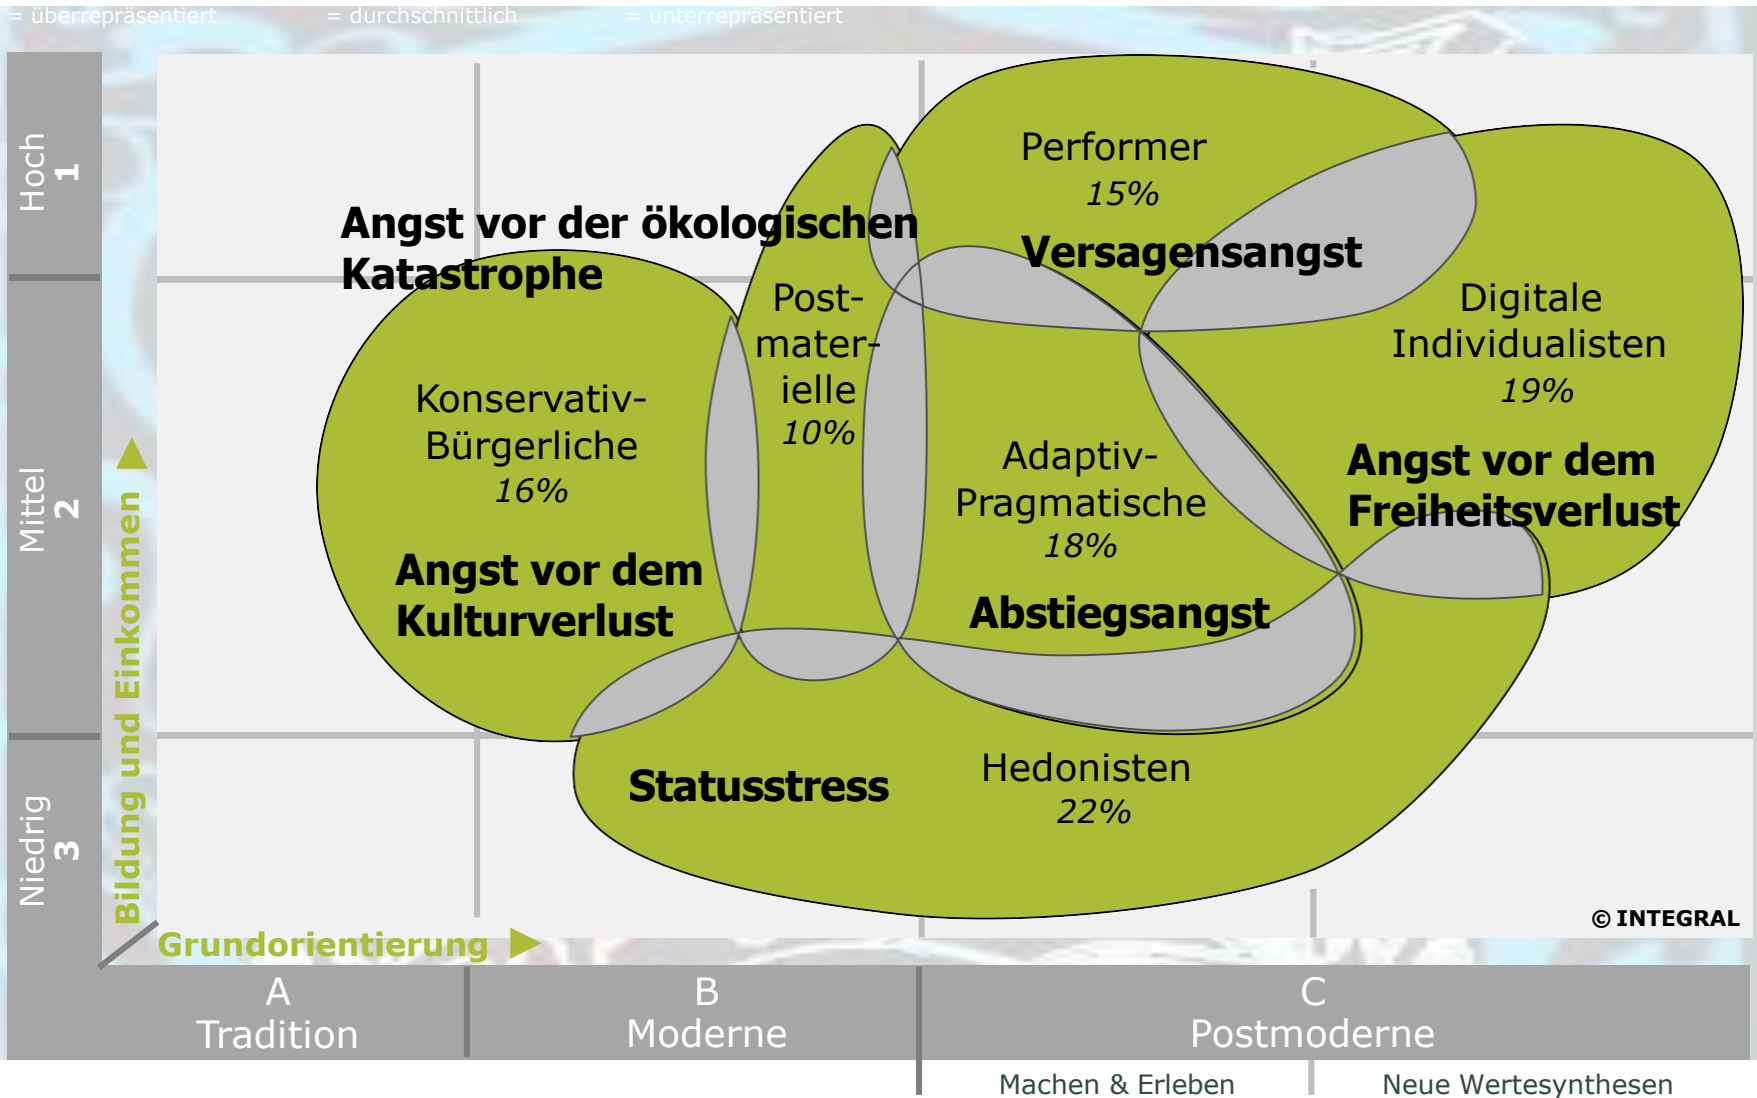 = überrepräsentiert
= durchschnittlich
= unterrepräsentiert
Hoch
1
Mittel
2
Niedrig
3
Bildung und Einkommen
Performer
15%
Versagensangst
Angst vor der ökologischen
Katastrophe
Post-
mater-
ielle
10%
Digitale
Individualisten
19%
Angst vor dem
Freiheitsverlust
Konservativ-
Bürgerliche
16%
Angst vor dem
Kulturverlust
Adaptiv-
Pragmatische
18%
Abstiegsangst
Statusstress
Hedonisten
22%
© INTEGRAL
Grundorientierung
A
Tradition
B
Moderne
C
Postmoderne
Machen & Erleben
Neue Wertesynthesen